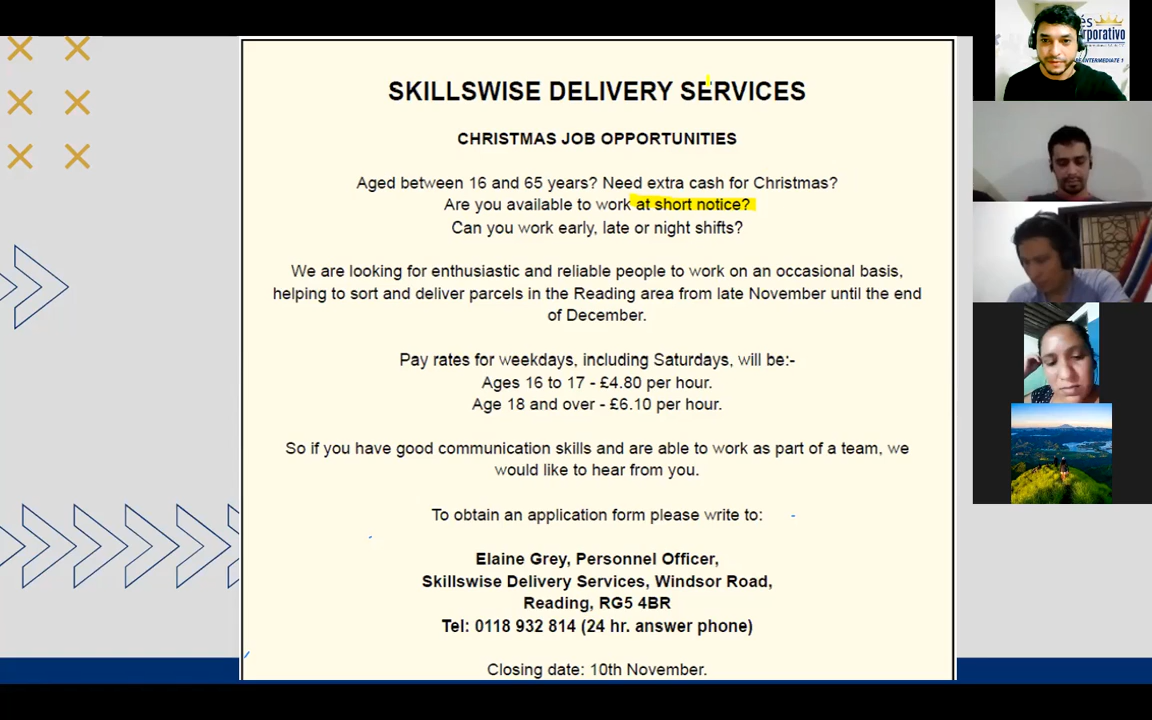 SKILLSWISE DELIVERY SERVICES
CHRISTMAS JOB OPPORTUNITIES
Aged between 16 and 65 years? Need extra cash for Christmas?
Are you available to work at short notice?
Can you work early, late or night shifts?
We are looking for enthusiastic and reliable people to work on an occasional basis,
helping to sort and deliver parcels in the Reading area from late November until the end
of December.
Pay rates for weekdays, including Saturdays, will be:-
Ages 16 to 17 - £4.80 per hour.
Age 18 and over - £6.10 per hour.
So if you have good communication skills and are able to work as part of a team, we
would like to hear from you.
To obtain an application form please write to:
Elaine Grey, Personnel Officer,
Skillswise Delivery Services, Windsor Road,
Reading, RG5 4BR
Tel: 0118 932 814 (24 hr. answer phone)
Closing date: 10th November.
és
rporativo
INTERMEDIATE 1